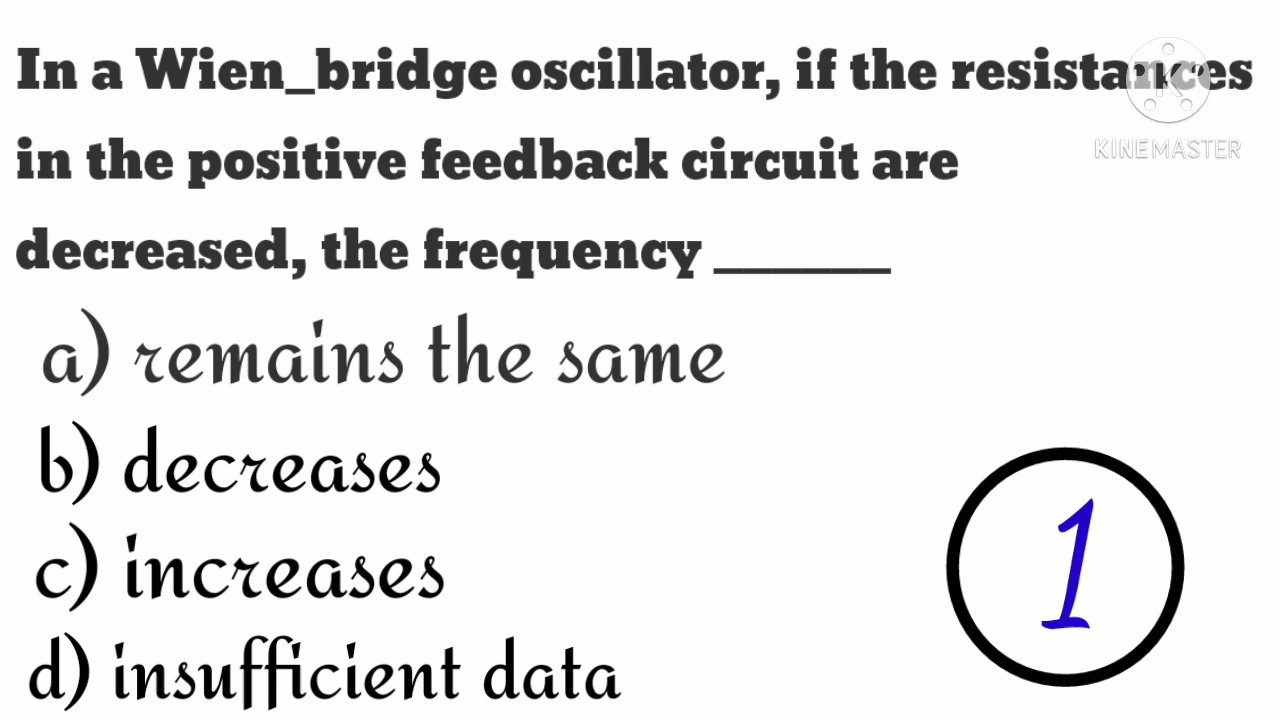 In a Wien_bridge oscillator, if the resistances
in the positive feedback circuit are
decreased, the frequency ______
a) remains the same
b) decreases
c) increases
d) insufficient data
1
K
KINEMASTER